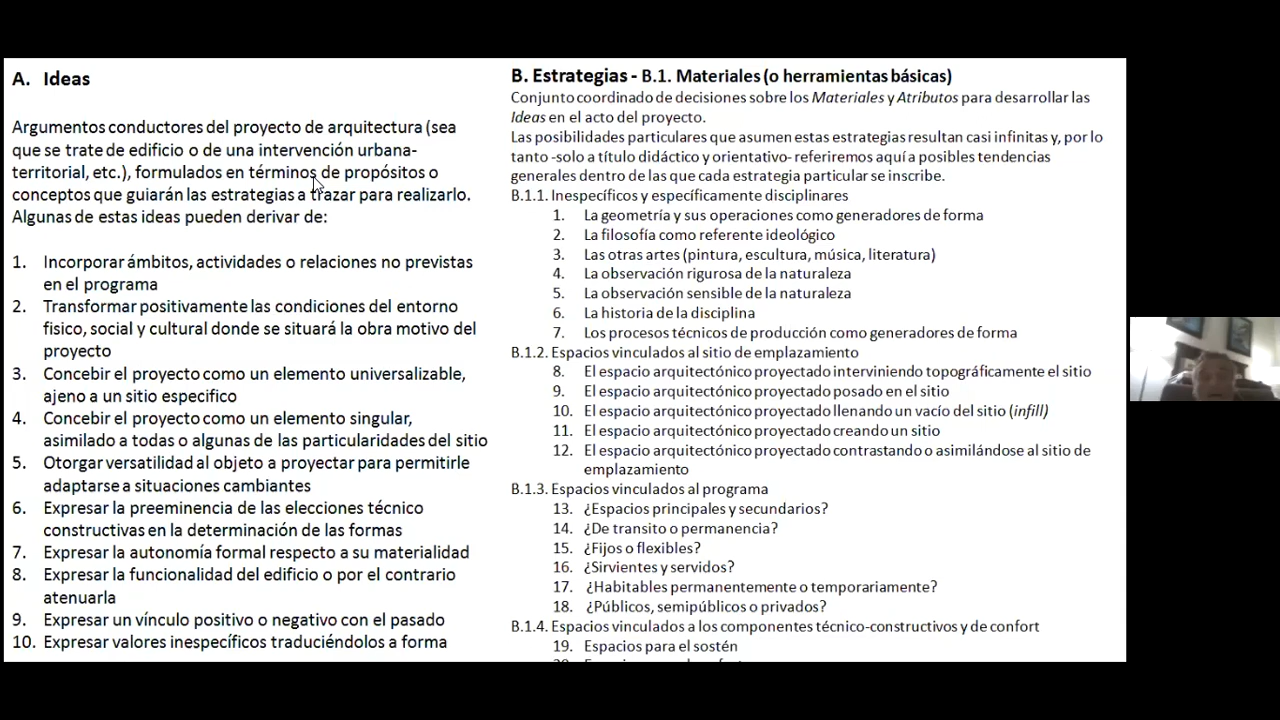 A. Ideas
Argumentos conductores del proyecto de arquitectura (sea
que se trate de edificio o de una intervención urbana-
territorial, etc.), formulados en términos de propósitos o
conceptos que guiarán las estrategias a trazar para realizarlo.
Algunas de estas ideas pueden derivar de:
1. Incorporar ámbitos, actividades o relaciones no previstas
en el programa
2. Transformar positivamente las condiciones del entorno
fisico, social y cultural donde se situará la obra motivo del
proyecto
3. Concebir el proyecto como un elemento universalizable,
ajeno a un sitio especifico
4. Concebir el proyecto como un elemento singular,
asimilado a todas o algunas de las particularidades del sitio
5. Otorgar versatilidad al objeto a proyectar para permitirle
adaptarse a situaciones cambiantes
6. Expresar la preeminencia de las elecciones técnico
constructivas en la determinación de las formas
7. Expresar la autonomía formal respecto a su materialidad
8. Expresar la funcionalidad del edificio o por el contrario
atenuarla
9. Expresar un vínculo positivo o negativo con el pasado
10. Expresar valores inespecíficos traduciéndolos a forma
B. Estrategias - B.1. Materiales (o herramientas básicas)
Conjunto coordinado de decisiones sobre los Materiales y Atributos para desarrollar las
Ideas en el acto del proyecto.
Las posibilidades particulares que asumen estas estrategias resultan casi infinitas y, por lo
tanto -solo a título didáctico y orientativo- referiremos aquí a posibles tendencias
generales dentro de las que cada estrategia particular se inscribe.
B.1.1. Inespecíficos y específicamente disciplinares
1. La geometría y sus operaciones como generadores de forma
2. La filosofía como referente ideológico
3. Las otras artes (pintura, escultura, música, literatura)
4. La observación rigurosa de la naturaleza
5. La observación sensible de la naturaleza
6. La historia de la disciplina
7. Los procesos técnicos de producción como generadores de forma
B.1.2. Espacios vinculados al sitio de emplazamiento
8. El espacio arquitectónico proyectado interviniendo topográficamente el sitio
9. El espacio arquitectónico proyectado posado en el sitio
10. El espacio arquitectónico proyectado llenando un vacío del sitio (infill)
11. El espacio arquitectónico proyectado creando un sitio
12. El espacio arquitectónico proyectado contrastando o asimilándose al sitio de
emplazamiento
B.1.3. Espacios vinculados al programa
13. ¿Espacios principales y secundarios?
14. ¿De transito o permanencia?
15. ¿Fijos o flexibles?
16. ¿Sirvientes y servidos?
17. ¿Habitables permanentemente o temporariamente?
18. ¿Públicos, semipúblicos o privados?
B.1.4. Espacios vinculados a los componentes técnico-constructivos y de confort
19. Espacios para el sostén